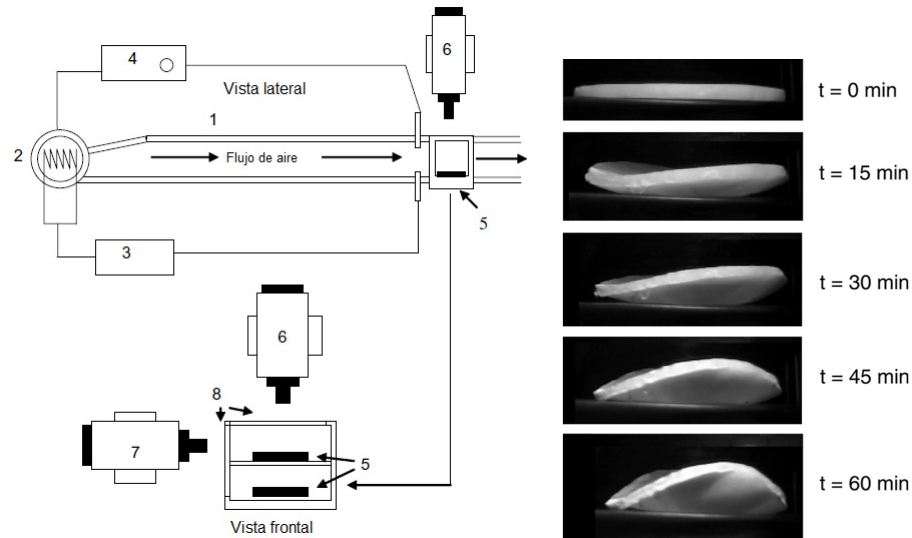 6
4
Vista lateral
1
2
Flujo de aire
5
3
6
8
7
5
Vista frontal
t = 0 min
t = 15 min
t = 30 min
t = 45 min
t = 60 min